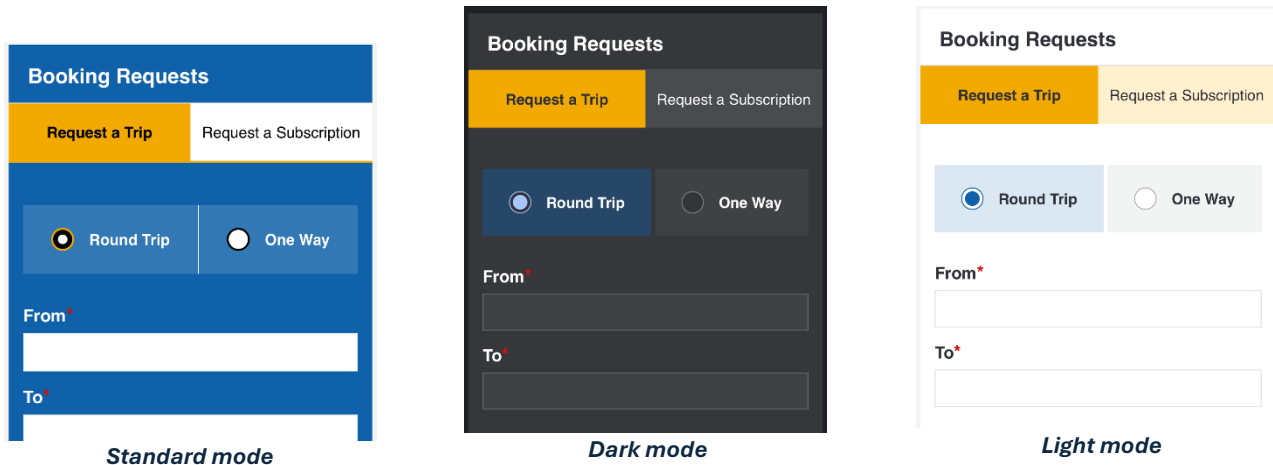 Booking Requests
Request a Trip Request a Subscription
Round Trip One Way
From*
To*
Standard mode
Booking Requests
Request a Trip Request a Subscription
Round Trip One Way
From*
To*
Dark mode
Booking Requests
Request a Trip Request a Subscription
Round Trip One Way
From*
To*
Light mode